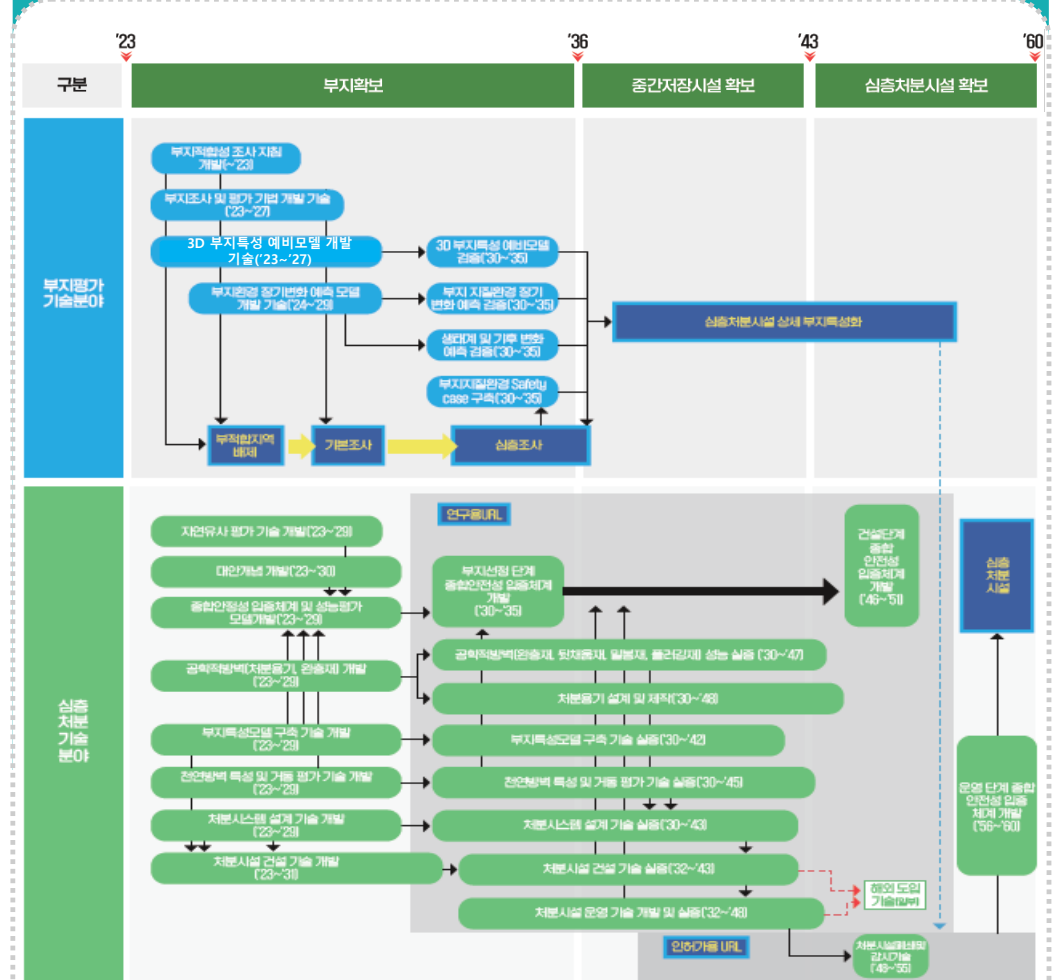 '23
'36
'43
'60
구분
부지확보
중간저장시설 확보
심층처분시설 확보
부지평가
기술분야
부지적합성 조사 지침
개발(~'23)
부지조사 및 평가 기법 개발 기술
('23~'27)
3D 부지특성 예비모델 개발
기술('23~'27)
3D 부지특성 예비모델
검증('30~'35)
부지환경 장기변화 예측 모델
개발 기술('24~'29)
부지 지질환경 장기
변화 예측 검증('30~'35)
심층처분시설 상세 부지특성화
생태계 및 기후 변화
예측 검증('30~'35)
부지지질환경 Safety
case 구축('30~'35)
부적합지역
배제
기본조사
심층조사
심층
처분
기술
분야
연구용URL
자연유사 평가 기술 개발('23~'29)
대안개념 개발('23~'30)
종합안정성 입증체계 및 성능평가
모델개발('23~'29)
부지선정 단계
종합안전성 입증체계
개발
('30~'35)
건설단계
종합
안전성
입증체계
개발
('46~'51)
심층
처분
시설
공학적방벽(처분용기, 완충재) 개발
('23~'29)
공학적방벽(완충재, 뒷채움재, 밀봉재, 플러깅재) 성능 실증 ('30~'47)
처분용기 설계 및 제작('30~'48)
부지특성모델 구축 기술 개발
('23~'29)
부지특성모델 구축 기술 실증('30~'42)
천연방벽 특성 및 거동 평가 기술 개발
('23~'29)
천연방벽 특성 및 거동 평가 기술 실증('30~'45)
운영 단계 종합
안전성 입증
체계 개발
('56~'60)
처분시스템 설계 기술 개발
('23~'29)
처분시스템 설계 기술 실증('30~'43)
처분시설 건설 기술 개발
('23~'31)
처분시설 건설 기술 실증('32~'43)
해외 도입
기술(일부)
처분시설 운영 기술 개발 및 실증('32~'48)
인허가용 URL
처분시설폐쇄및
감시기술
('48~'55)